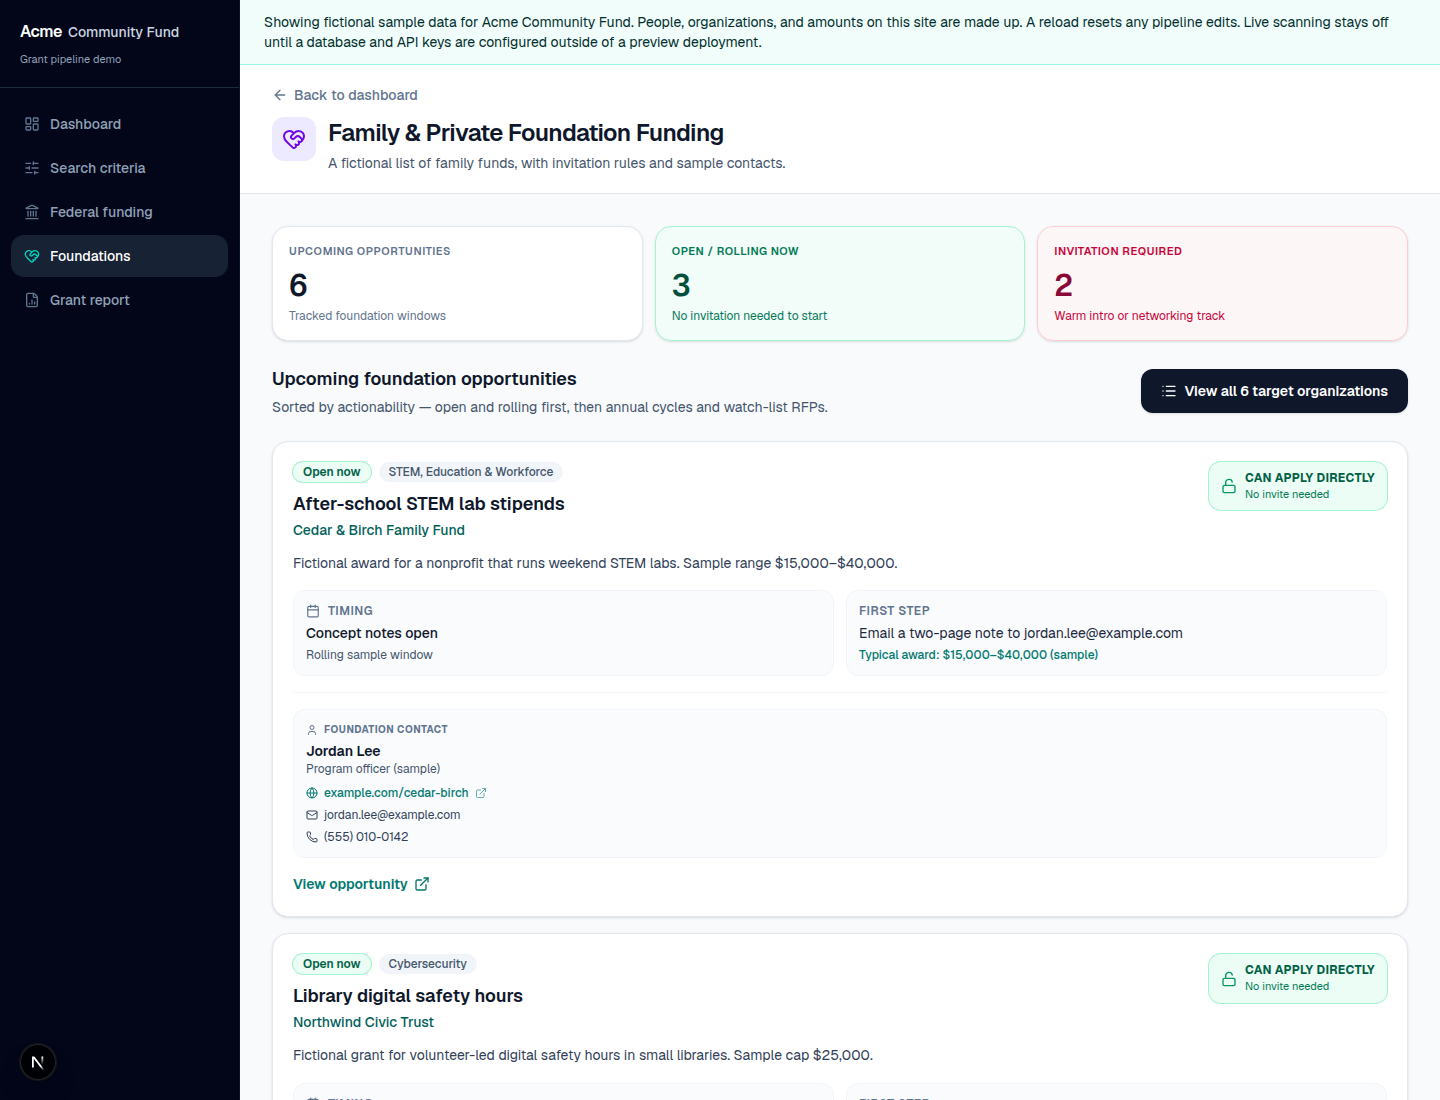 Acme Community Fund
Grant pipeline demo
Dashboard
Search criteria
Federal funding
Foundations
Grant report
N
Showing fictional sample data for Acme Community Fund. People, organizations, and amounts on this site are made up. A reload resets any pipeline edits. Live scanning stays off
until a database and API keys are configured outside of a preview deployment.
Back to dashboard
Family & Private Foundation Funding
A fictional list of family funds, with invitation rules and sample contacts.
UPCOMING OPPORTUNITIES
6
Tracked foundation windows
OPEN / ROLLING NOW
3
No invitation needed to start
INVITATION REQUIRED
2
Warm intro or networking track
Upcoming foundation opportunities
Sorted by actionability — open and rolling first, then annual cycles and watch-list RFPs.
View all 6 target organizations
Open now
STEM, Education & Workforce
CAN APPLY DIRECTLY
No invite needed
After-school STEM lab stipends
Cedar & Birch Family Fund
Fictional award for a nonprofit that runs weekend STEM labs. Sample range $15,000–$40,000.
TIMING
Concept notes open
Rolling sample window
FIRST STEP
Email a two-page note to jordan.lee@example.com
Typical award: $15,000–$40,000 (sample)
FOUNDATION CONTACT
Jordan Lee
Program officer (sample)
example.com/cedar-birch
jordan.lee@example.com
(555) 010-0142
View opportunity
Open now
Cybersecurity
CAN APPLY DIRECTLY
No invite needed
Library digital safety hours
Northwind Civic Trust
Fictional grant for volunteer-led digital safety hours in small libraries. Sample cap $25,000.